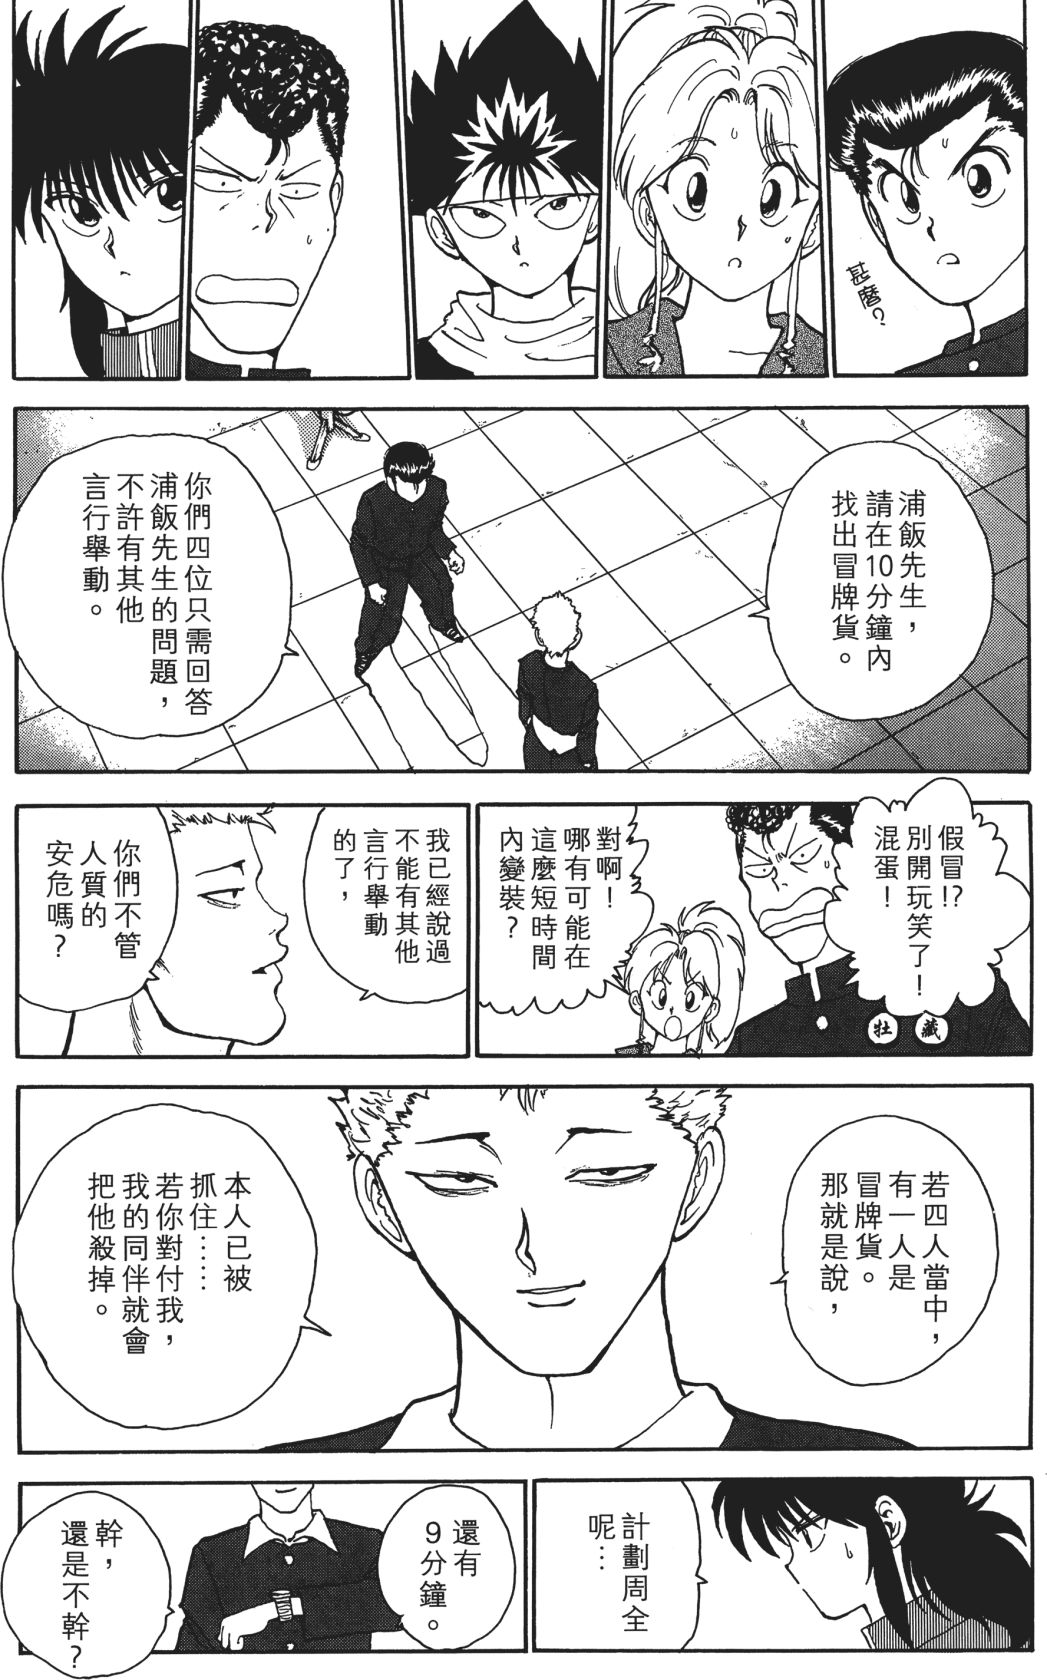 甚麼?
浦飯先生，
請在10分鐘內
找出冒牌貨。
你們四位只需回答
浦飯先生的問題，
不許有其他
言行舉動。
假冒!?
別開玩笑了！
混蛋！
牡 藏
對啊！
哪有可能在
這麼短時間
內變裝？
我已經說過
不能有其他
言行舉動
的了，
你們不管
人質的
安危嗎？
若四人當中，
有一人是
冒牌貨。
那就是說，
本人已被
抓住……
若你對付我，
我的同伴就會
把他殺掉。
計劃周全
呢…
還有
9分鐘。
幹，
還是不幹？